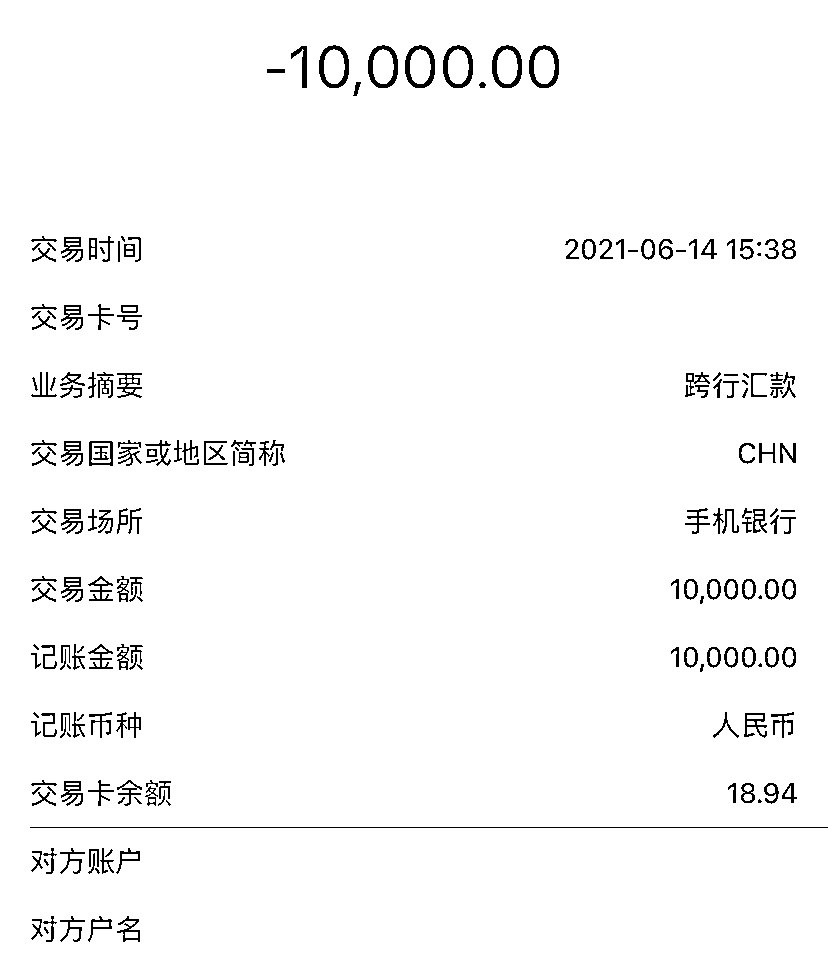 -10,000.00
交易时间 2021-06-14 15:38
交易卡号
业务摘要 跨行汇款
交易国家或地区简称 CHN
交易场所 手机银行
交易金额 10,000.00
记账金额 10,000.00
记账币种 人民币
交易卡余额 18.94
对方账户
对方户名